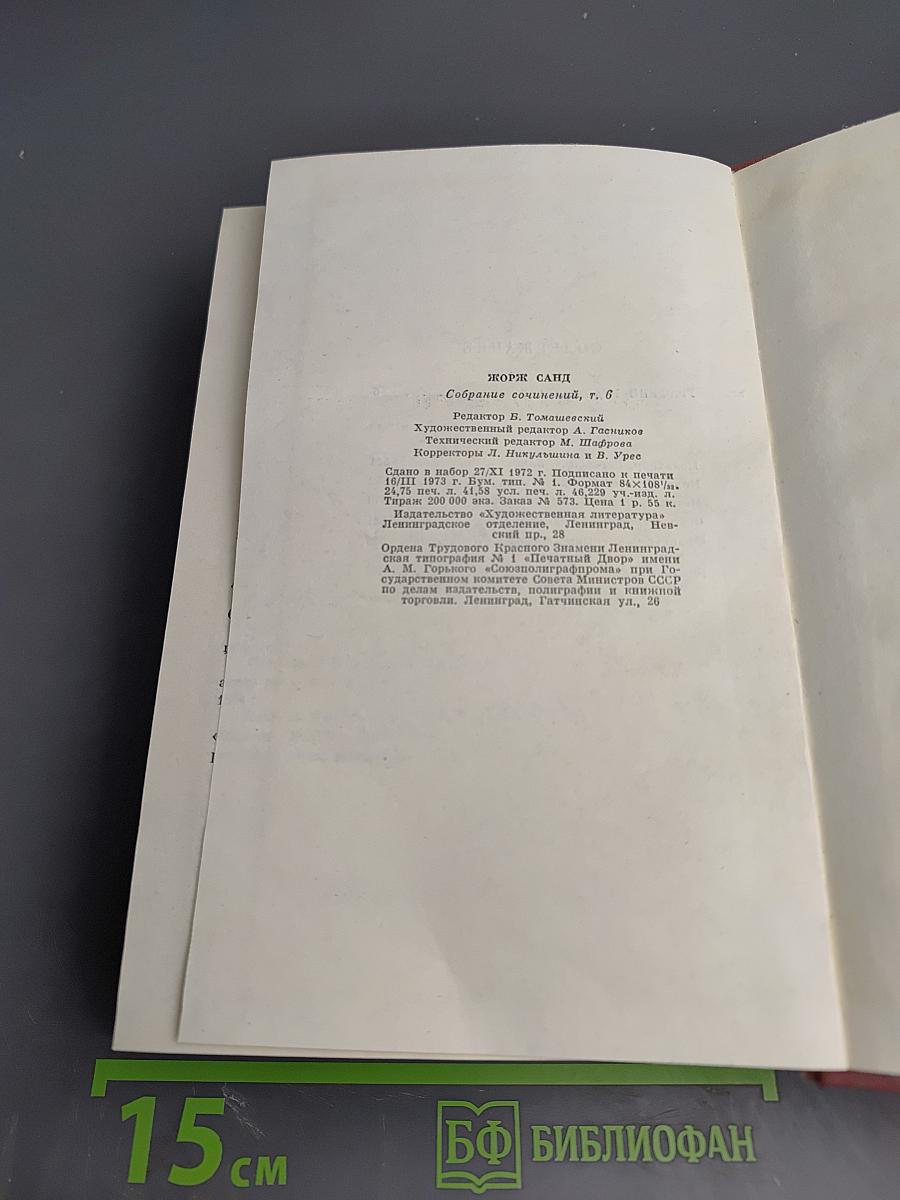 ЖОРЖ САНД
Собрание сочинений, т. 6
Редактор Б. Томашевский
Художественный редактор А. Гасников
Технический редактор М. Шафрова
Корректоры Л. Никульшина и В. Урес
Сдано в набор 27/XI 1972 г. Подписано к печати
16/III 1973 г. Бум. тип. № 1. Формат 84×108¹/₃₂.
24,75 печ. л. 41,58 усл. печ. л. 46,229 уч.-изд. л.
Тираж 200 000 экз. Заказ № 573. Цена 1 р. 55 к.
Издательство «Художественная литература»
Ленинградское отделение, Ленинград, Нев-
ский пр., 28
Ордена Трудового Красного Знамени Ленинград-
ская типография № 1 «Печатный Двор» имени
А. М. Горького «Союзполиграфпрома» при Го-
сударственном комитете Совета Министров СССР
по делам издательств, полиграфии и книжной
торговли. Ленинград, Гатчинская ул., 26
15 см
БФ БИБЛИОФАН